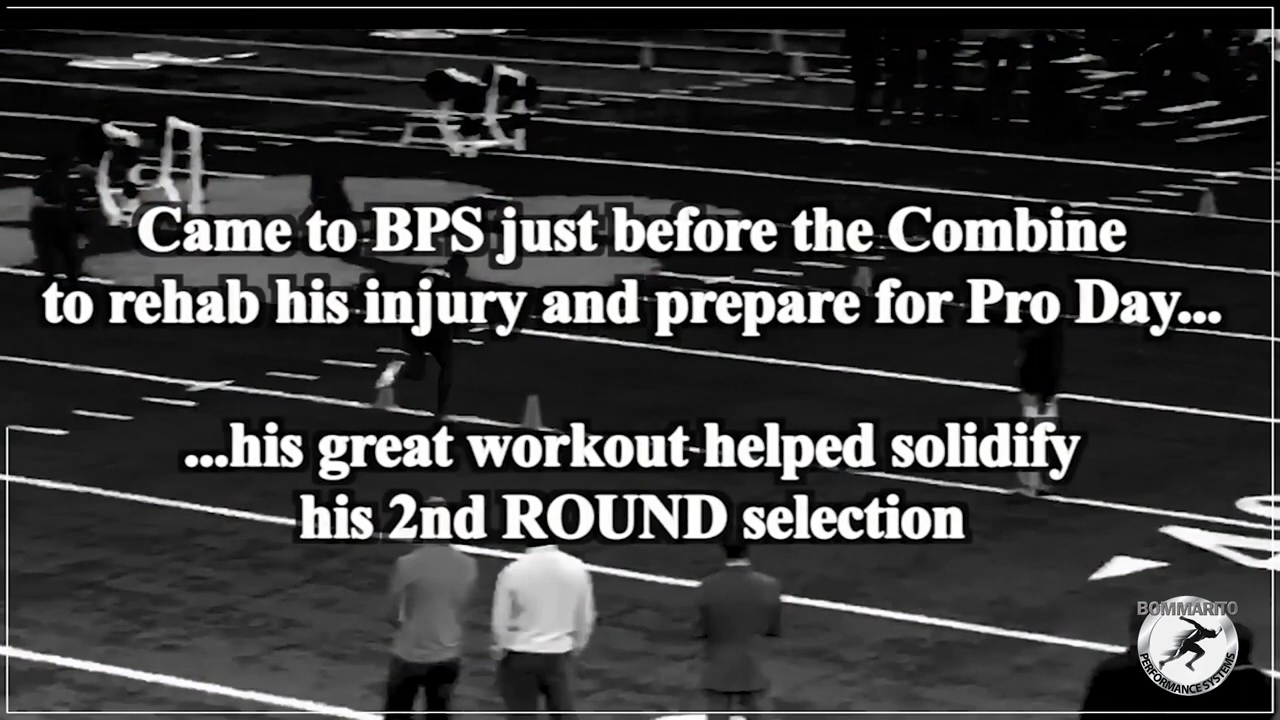 Came to BPS just before the Combine
to rehab his injury and prepare for Pro Day...
...his great workout helped solidify
his 2nd ROUND selection
BOMMARITO
PERFORMANCE SYSTEMS